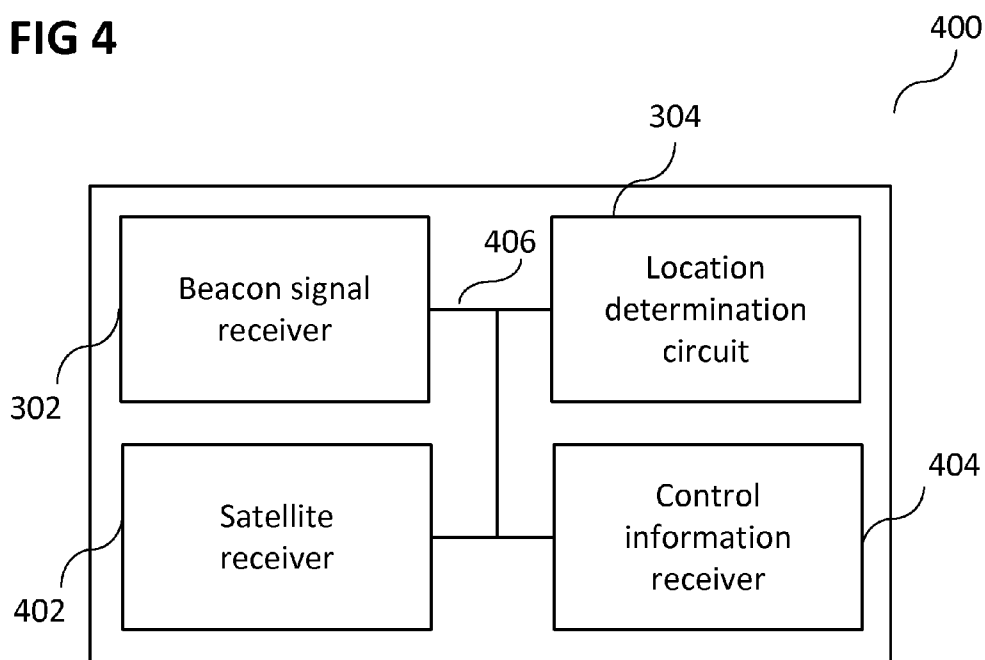 FIG 4
400
304
406
Beacon signal
receiver
Location
determination
circuit
302
404
Satellite
receiver
Control
information
receiver
402